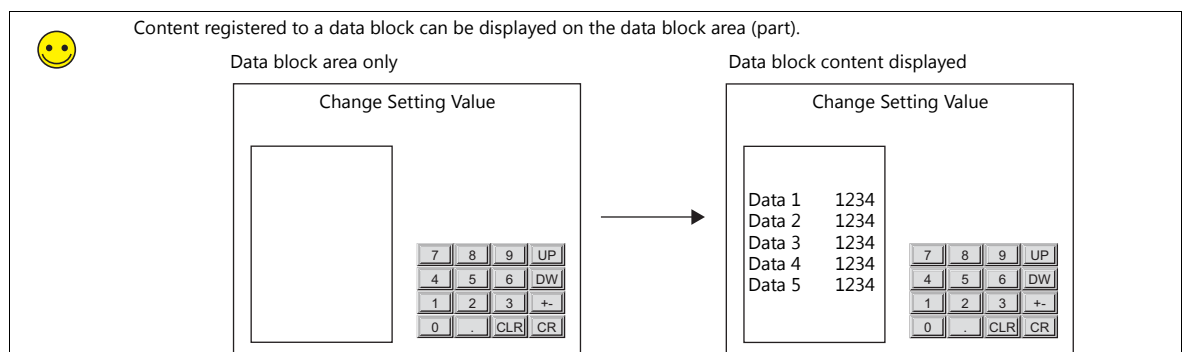 Content registered to a data block can be displayed on the data block area (part).
Data block area only
Change Setting Value
7 8 9 UP
4 5 6 DW
1 2 3 +-
0 . CLR CR
Data block content displayed
Change Setting Value
Data 1 1234
Data 2 1234
Data 3 1234
Data 4 1234
Data 5 1234
7 8 9 UP
4 5 6 DW
1 2 3 +-
0 . CLR CR